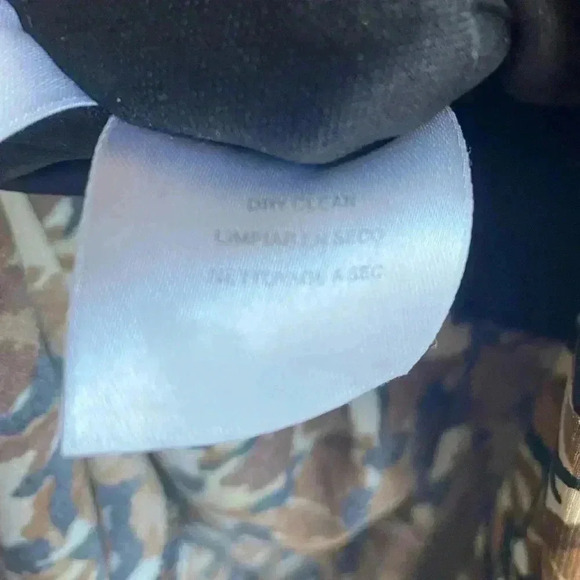 DRY CLEAN
LIMPIAR EN SECO
NETTOYAGE A SEC